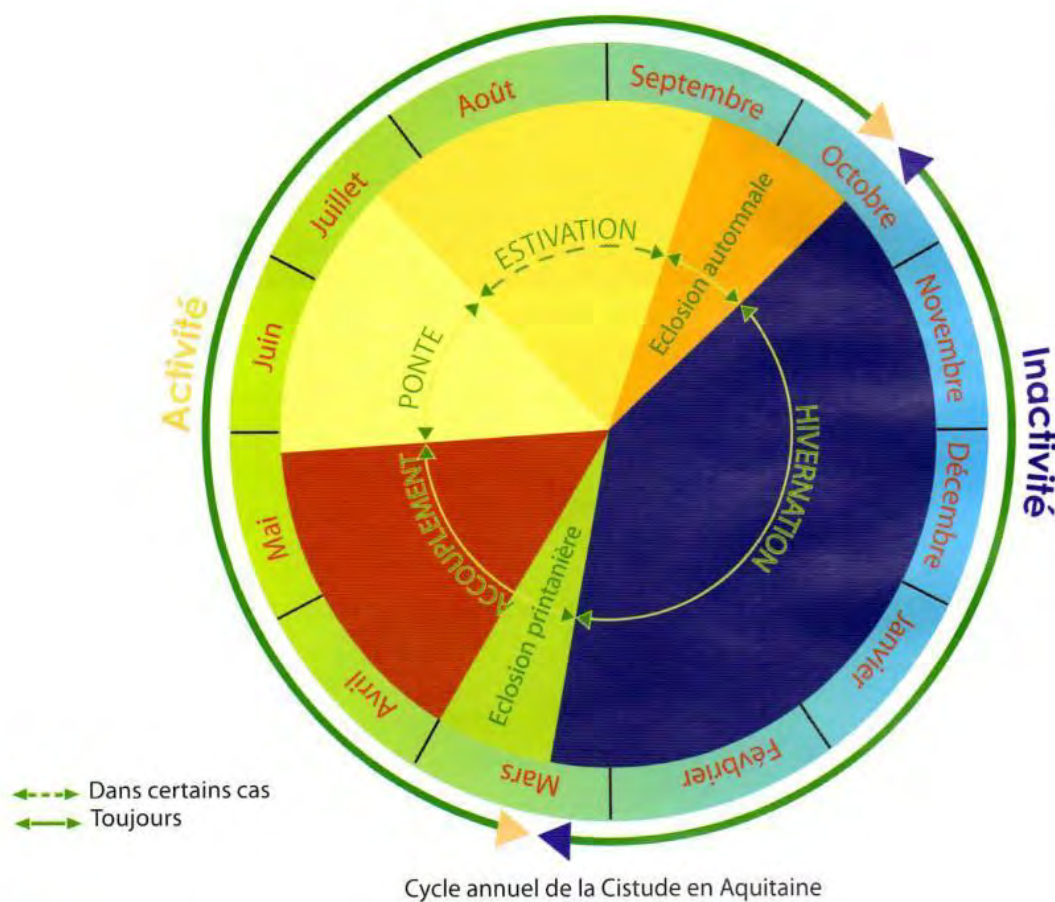 Septembre
Octobre
Novembre
Décembre
Janvier
Février
Mars
Avril
Mai
Juin
Juillet
Août
Activité
Inactivité
ESTIVATION
Eclosion automnale
HIVERNATION
Eclosion printanière
ACCOUPLEMENT
PONTE
Dans certains cas
Toujours
Cycle annuel de la Cistude en Aquitaine